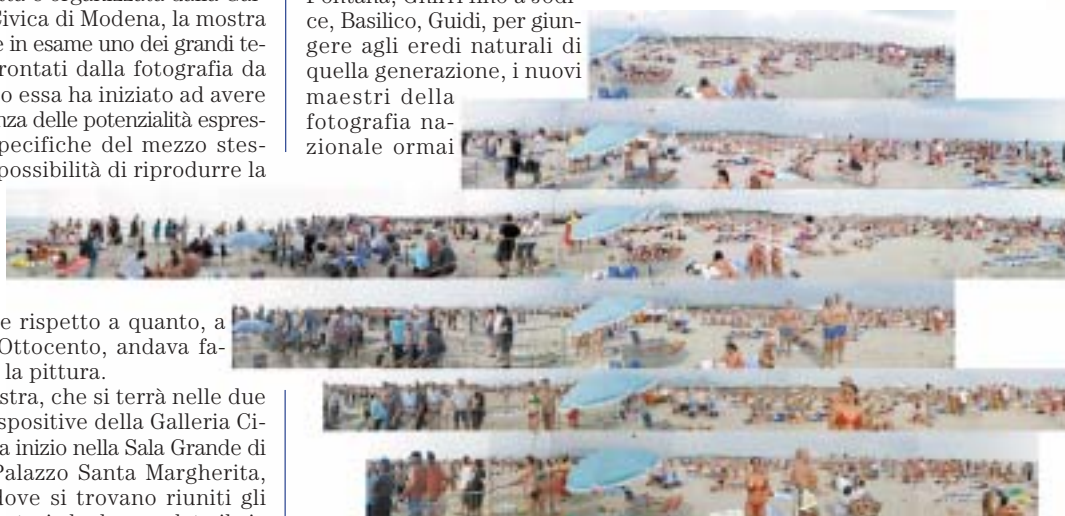 Civica di Modena, la mostra
e in esame uno dei grandi te-
rontati dalla fotografia da
o essa ha iniziato ad avere
nza delle potenzialità espres-
pecifiche del mezzo stes-
possibilità di riprodurre la
e rispetto a quanto, a
Ottocento, andava fa-
la pittura.
stra, che si terrà nelle due
spositive della Galleria Ci-
a inizio nella Sala Grande di
Palazzo Santa Margherita,
dove si trovano riuniti gli
ce, Basilico, Guidi, per giun-
gere agli eredi naturali di
quella generazione, i nuovi
maestri della
fotografia na-
zionale ormai